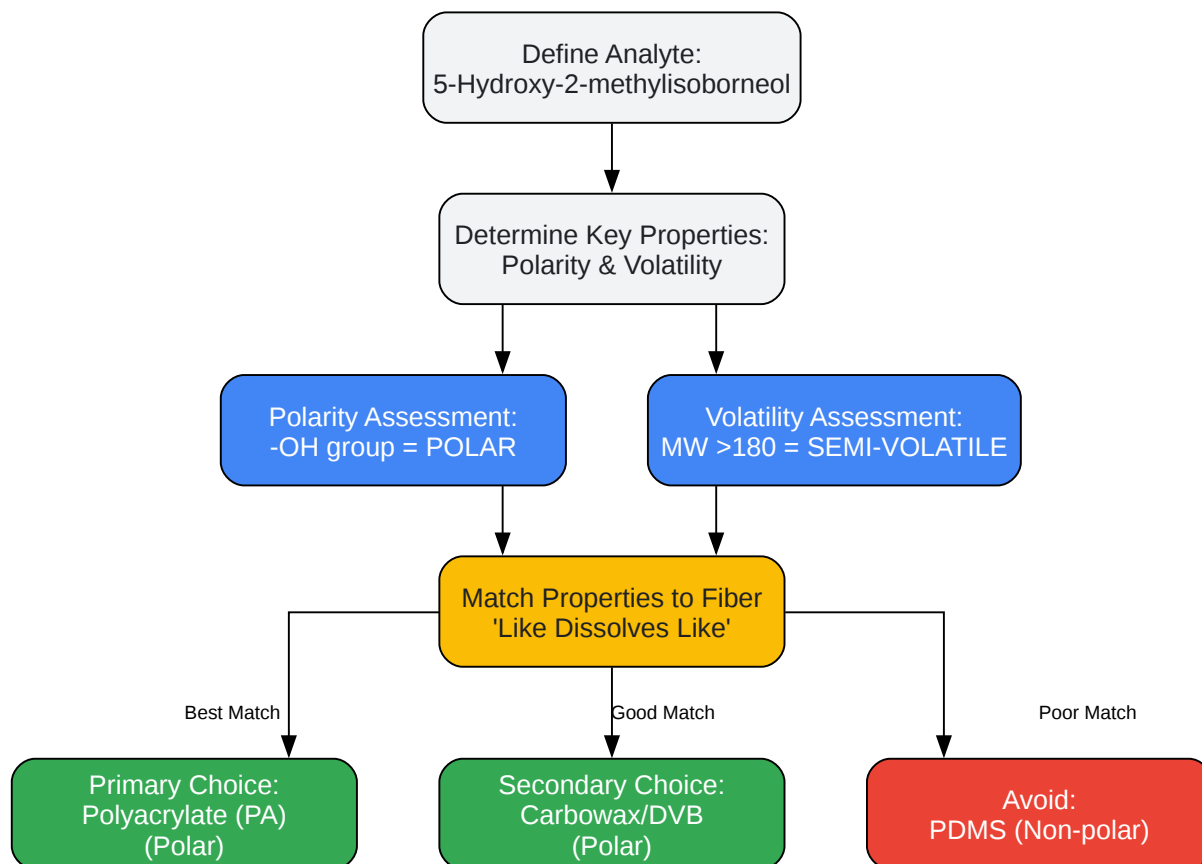 Define Analyte:
5-Hydroxy-2-methylisoborneol
Determine Key Properties:
Polarity & Volatility
Polarity Assessment:
-OH group = POLAR
Volatility Assessment:
MW >180 = SEMI-VOLATILE
Match Properties to Fiber
'Like Dissolves Like'
Best Match
Good Match
Poor Match
Primary Choice:
Polyacrylate (PA)
(Polar)
Secondary Choice:
Carbowax/DVB
(Polar)
Avoid:
PDMS (Non-polar)